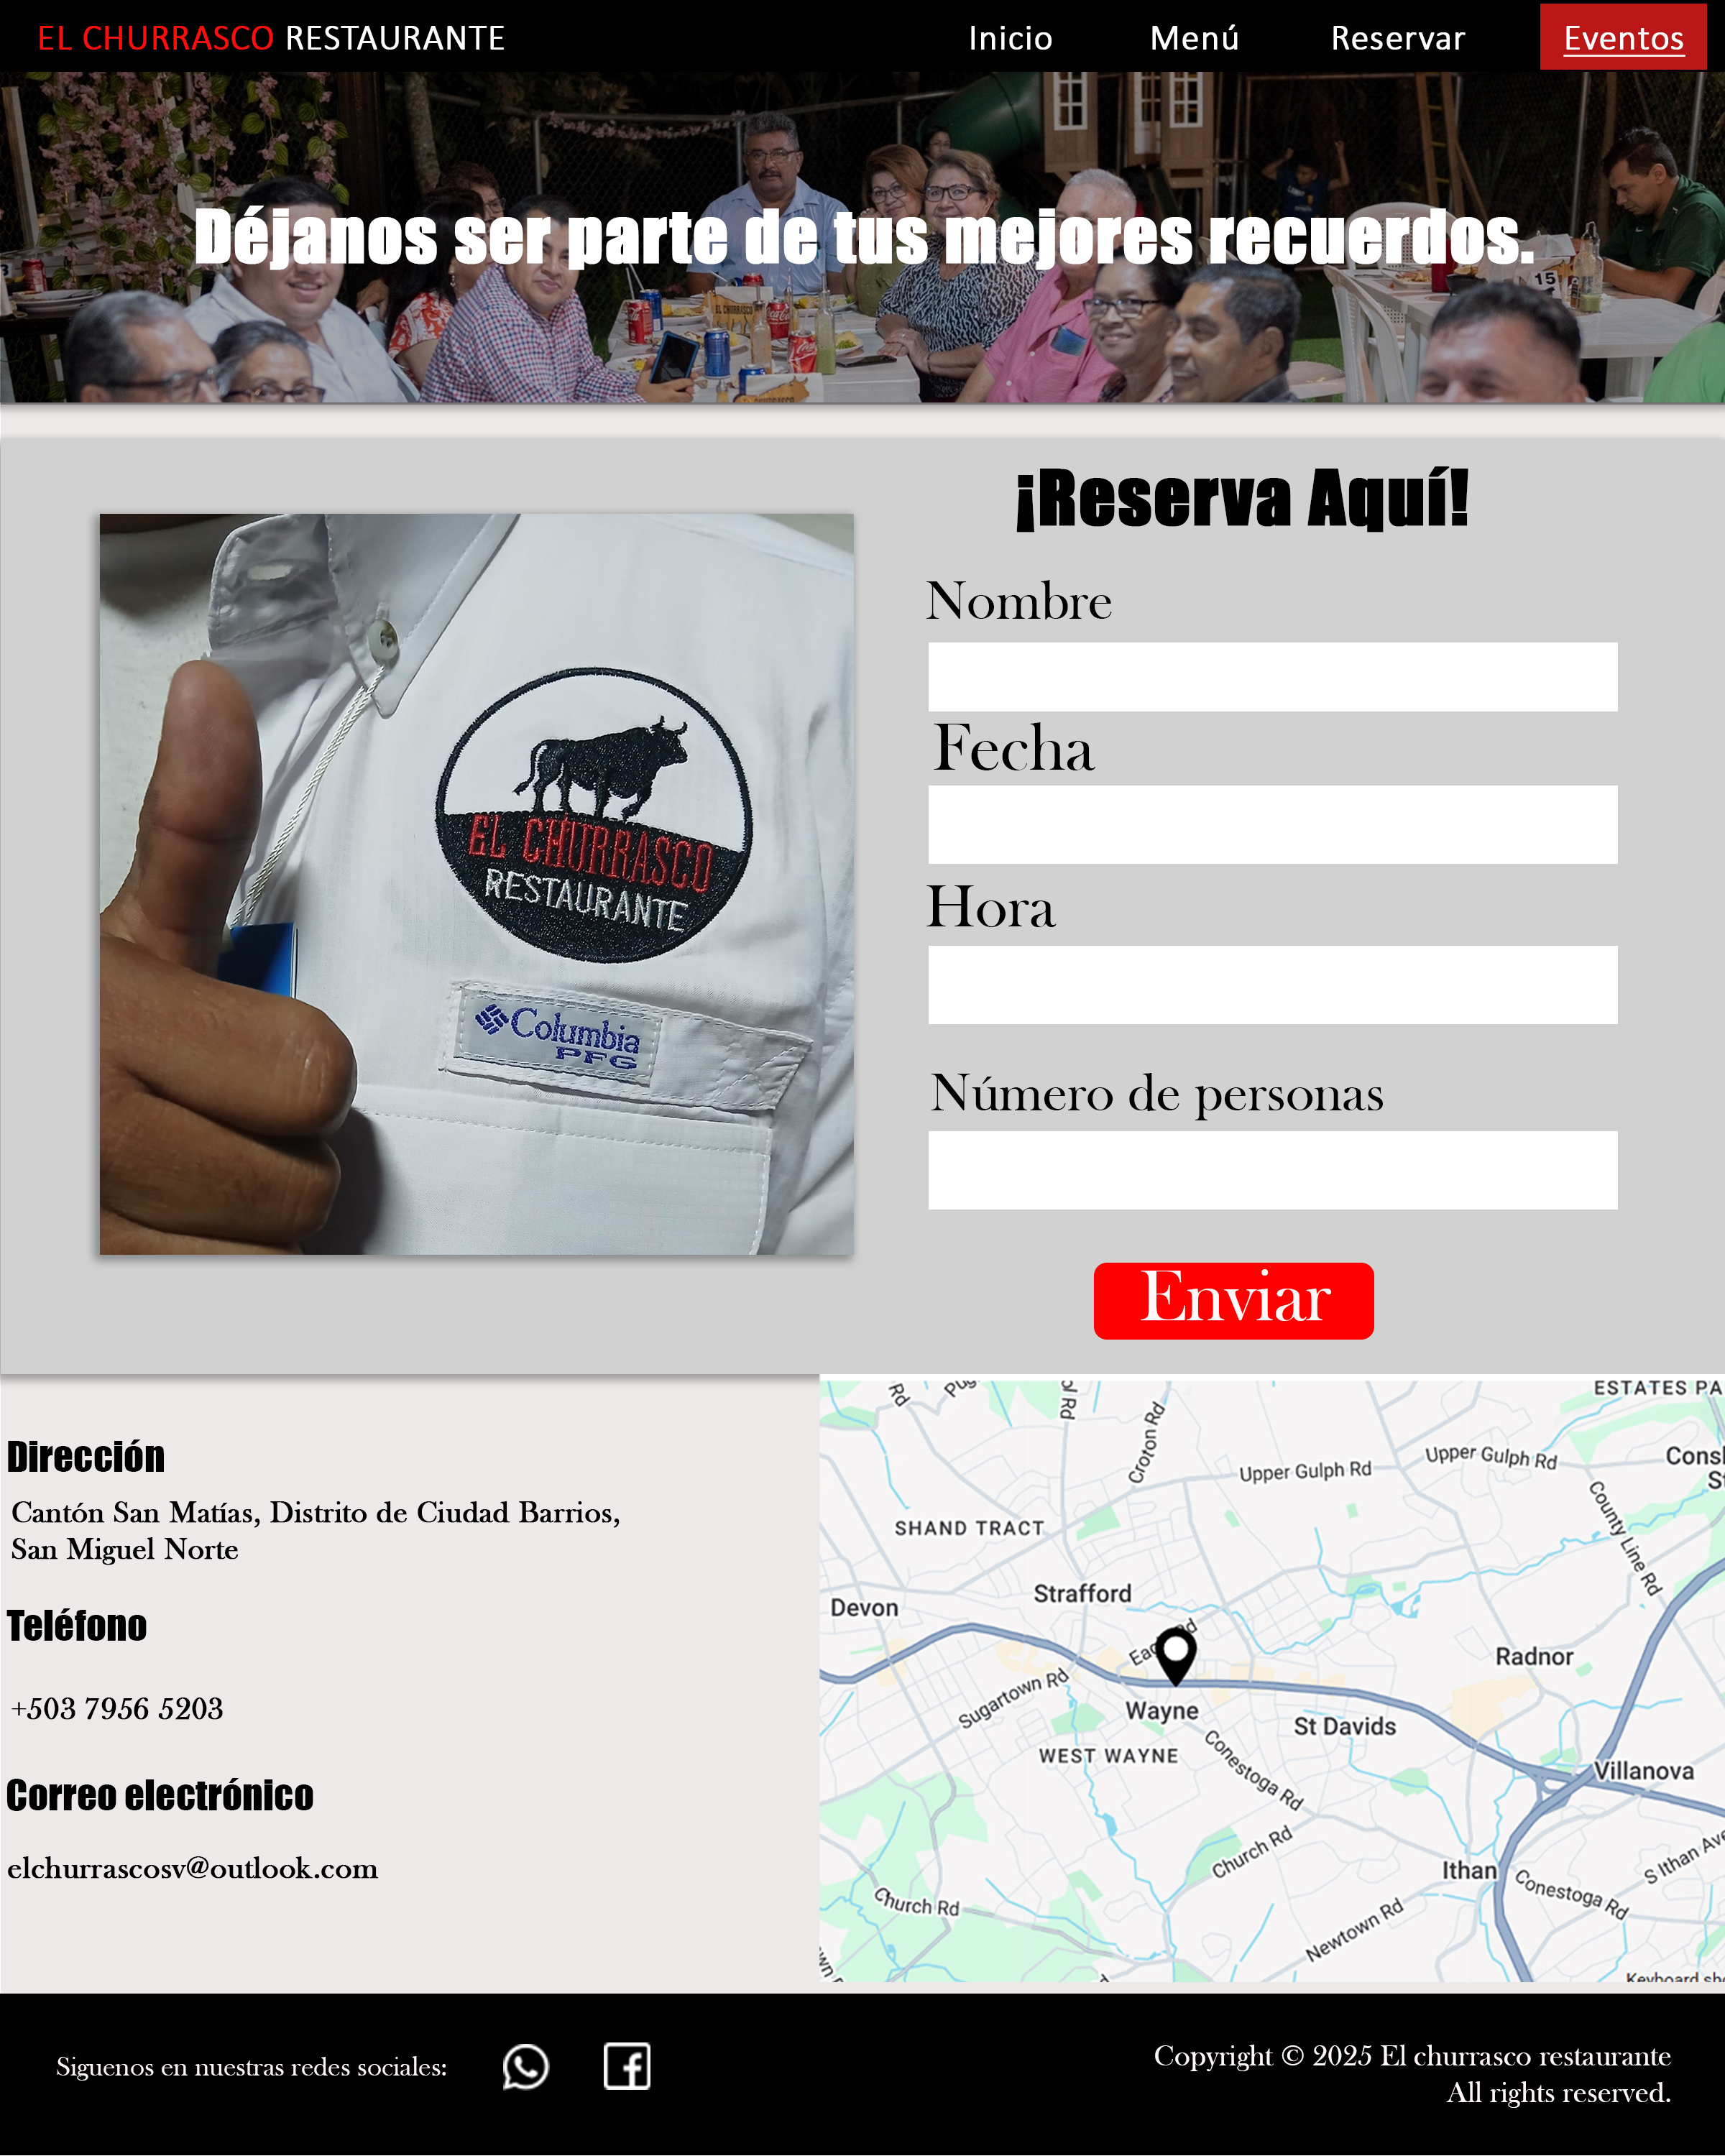 EL CHURRASCO RESTAURANTE
Inicio
Menú
Reservar
Eventos
Déjanos ser parte de tus mejores recuerdos.
15
¡Reserva Aquí!
Nombre
Fecha
Hora
Número de personas
Enviar
EL CHURRASCO
RESTAURANTE
Columbia
PFG
Dirección
Cantón San Matías, Distrito de Ciudad Barrios,
San Miguel Norte
Teléfono
+503 7956 5203
Correo electrónico
elchurrascosv@outlook.com
Rd
Rd
Croton Rd
ESTATES PA
Upper Gulph Rd
Upper Gulph Rd
County Line Rd
SHAND TRACT
Strafford
Devon
Rd
Radnor
Sugartown Rd
Wayne
St Davids
WEST WAYNE
Conestoga Rd
Villanova
Church Rd
Ithan
S Ithan Ave
Conestoga Rd
Church Rd
Newtown Rd
Keyboard
Siguenos en nuestras redes sociales:
Copyright © 2025 El churrasco restaurante
All rights reserved.